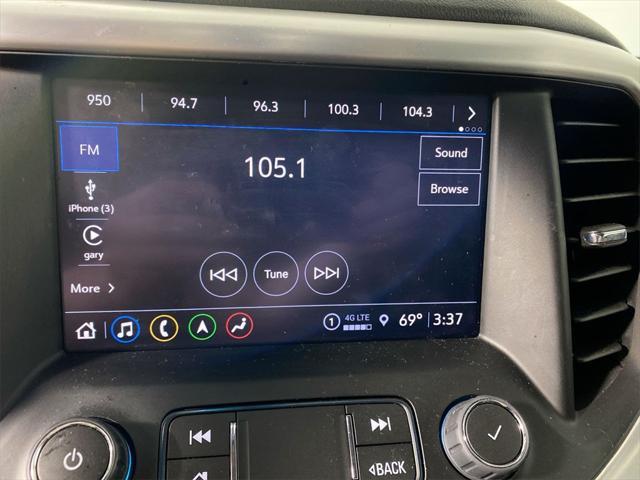 950 94.7 96.3 100.3 104.3
FM
105.1
Sound
Browse
iPhone (3)
gary
More
Tune
1 4G LTE 69° 3:37
BACK